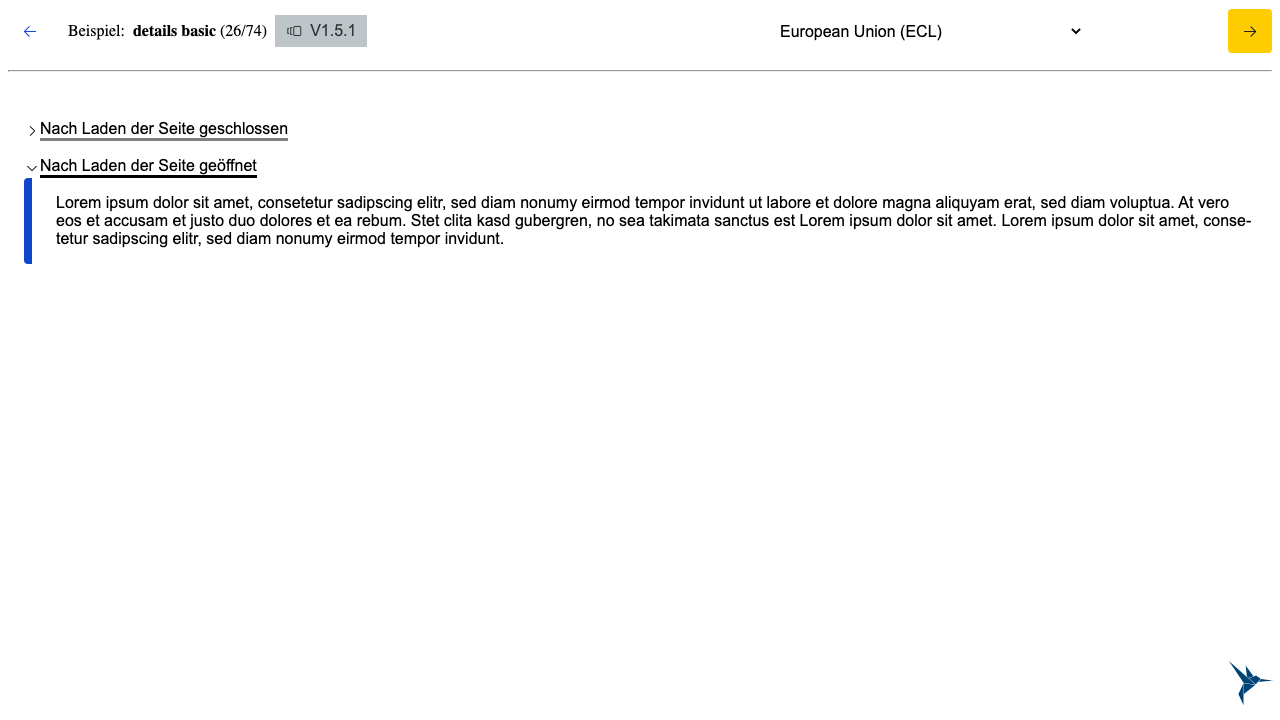 Beispiel: details basic (26/74) V1.5.1 European Union (ECL)
Nach Laden der Seite geschlossen
Nach Laden der Seite geöffnet
Lorem ipsum dolor sit amet, consetetur sadipscing elitr, sed diam nonumy eirmod tempor invidunt ut labore et dolore magna aliquyam erat, sed diam voluptua. At vero
eos et accusam et justo duo dolores et ea rebum. Stet clita kasd gubergren, no sea takimata sanctus est Lorem ipsum dolor sit amet. Lorem ipsum dolor sit amet, conse-
tetur sadipscing elitr, sed diam nonumy eirmod tempor invidunt.